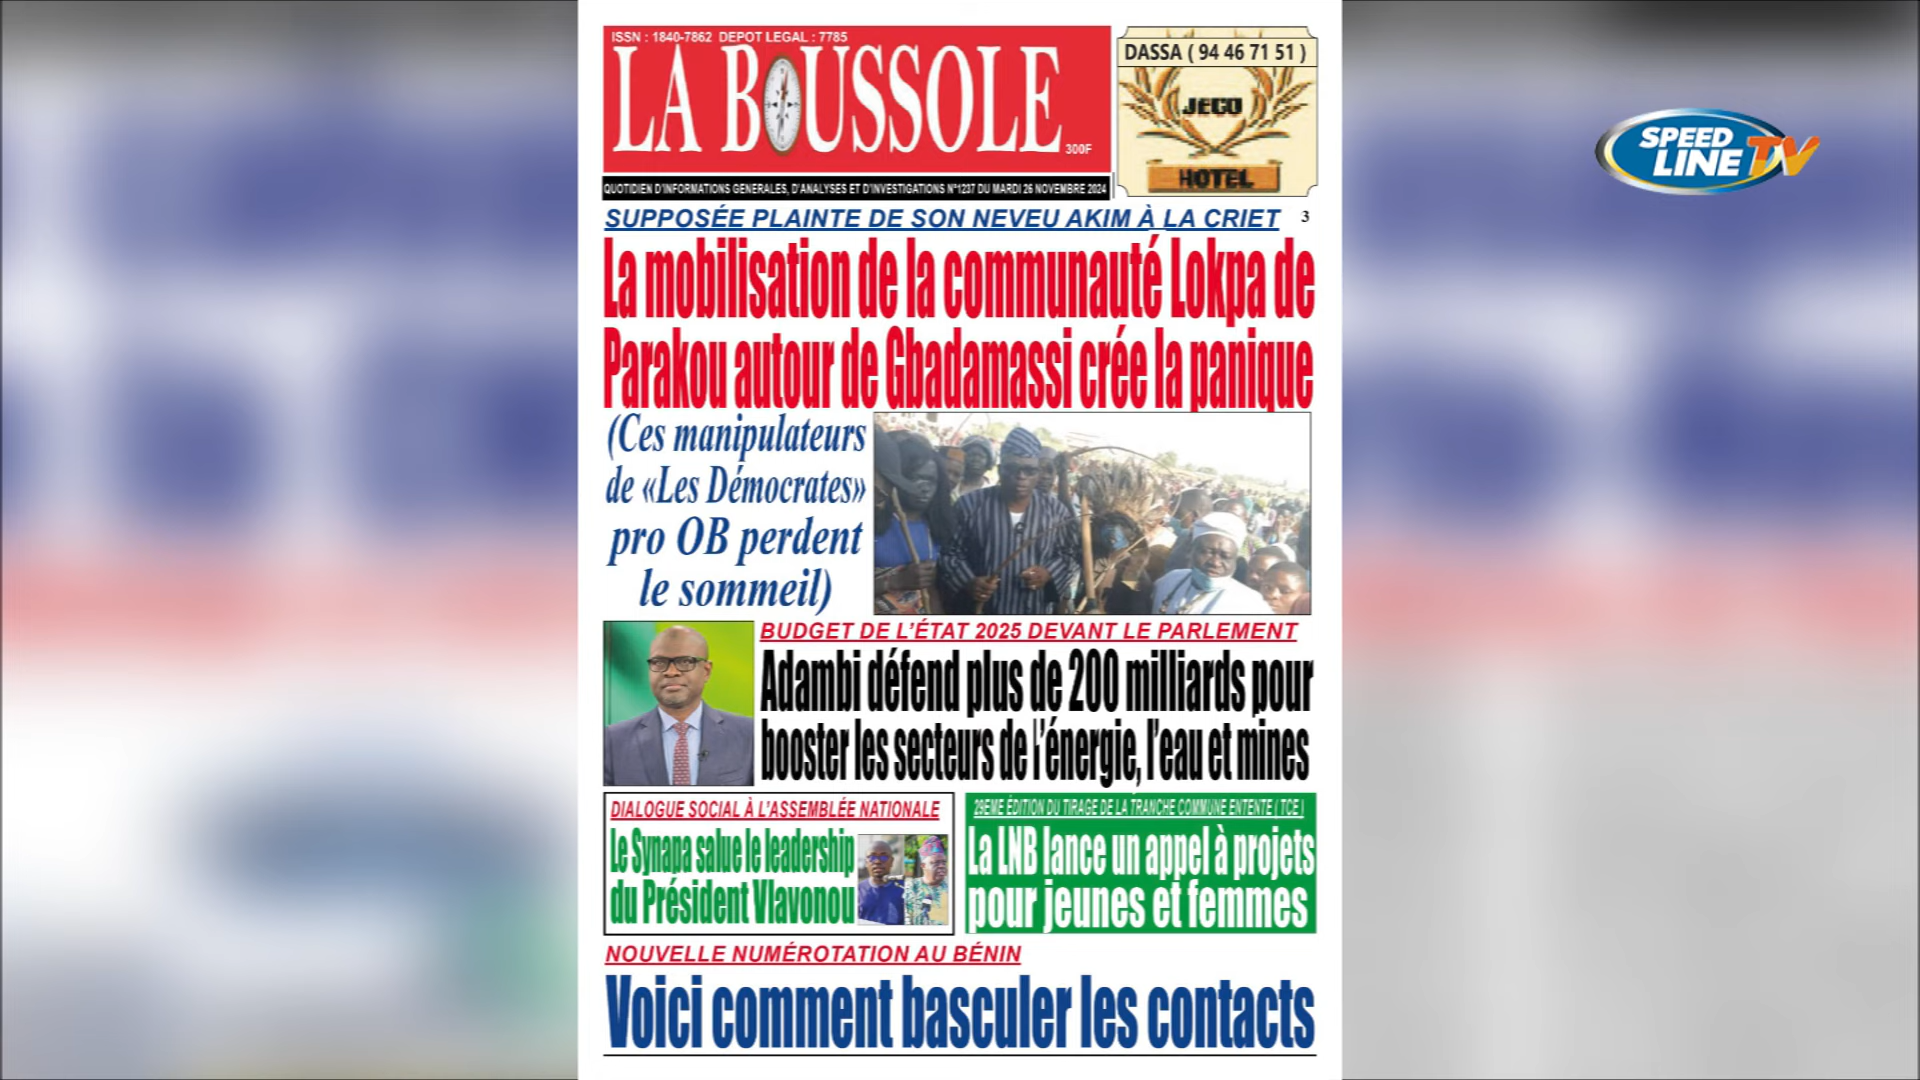 ISSN : 1840-7862 DEPOT LEGAL : 7785
LA BOUSSOLE
300F
QUOTIDIEN D'INFORMATIONS GENERALES, D'ANALYSES ET D'INVESTIGATIONS N°1237 DU MARDI 26 NOVEMBRE 2024
DASSA ( 94 46 71 51 )
JECO
HOTEL
SPEED
LINE TV
SUPPOSÉE PLAINTE DE SON NEVEU AKIM À LA CRIET 3
La mobilisation de la communauté Lokpa de
Parakou autour de Gbadamassi crée la panique
(Ces manipulateurs
de «Les Démocrates»
pro OB perdent
le sommeil)
BUDGET DE L'ÉTAT 2025 DEVANT LE PARLEMENT
Adambi défend plus de 200 milliards pour
booster les secteurs de l'énergie, l'eau et mines
DIALOGUE SOCIAL À L'ASSEMBLÉE NATIONALE
Le Synapa salue le leadership
du Président Vlavonou
29EME ÉDITION DU TIRAGE DE LA TRANCHE COMMUNE ENTENTE ( TCE )
La LNB lance un appel à projets
pour jeunes et femmes
NOUVELLE NUMÉROTATION AU BÉNIN
Voici comment basculer les contacts